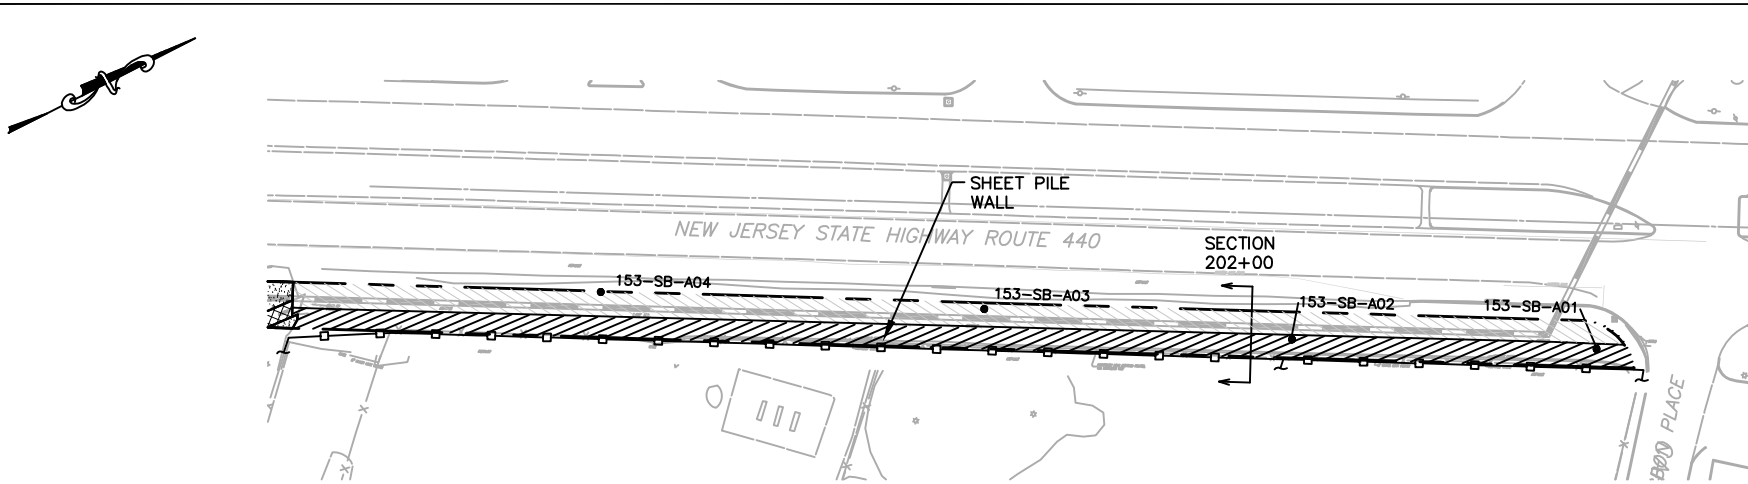 SHEET PILE
WALL
NEW JERSEY STATE HIGHWAY ROUTE 440
SECTION
202+00
153-SB-A04
153-SB-A03
153-SB-A02
153-SB-A01
PLACE